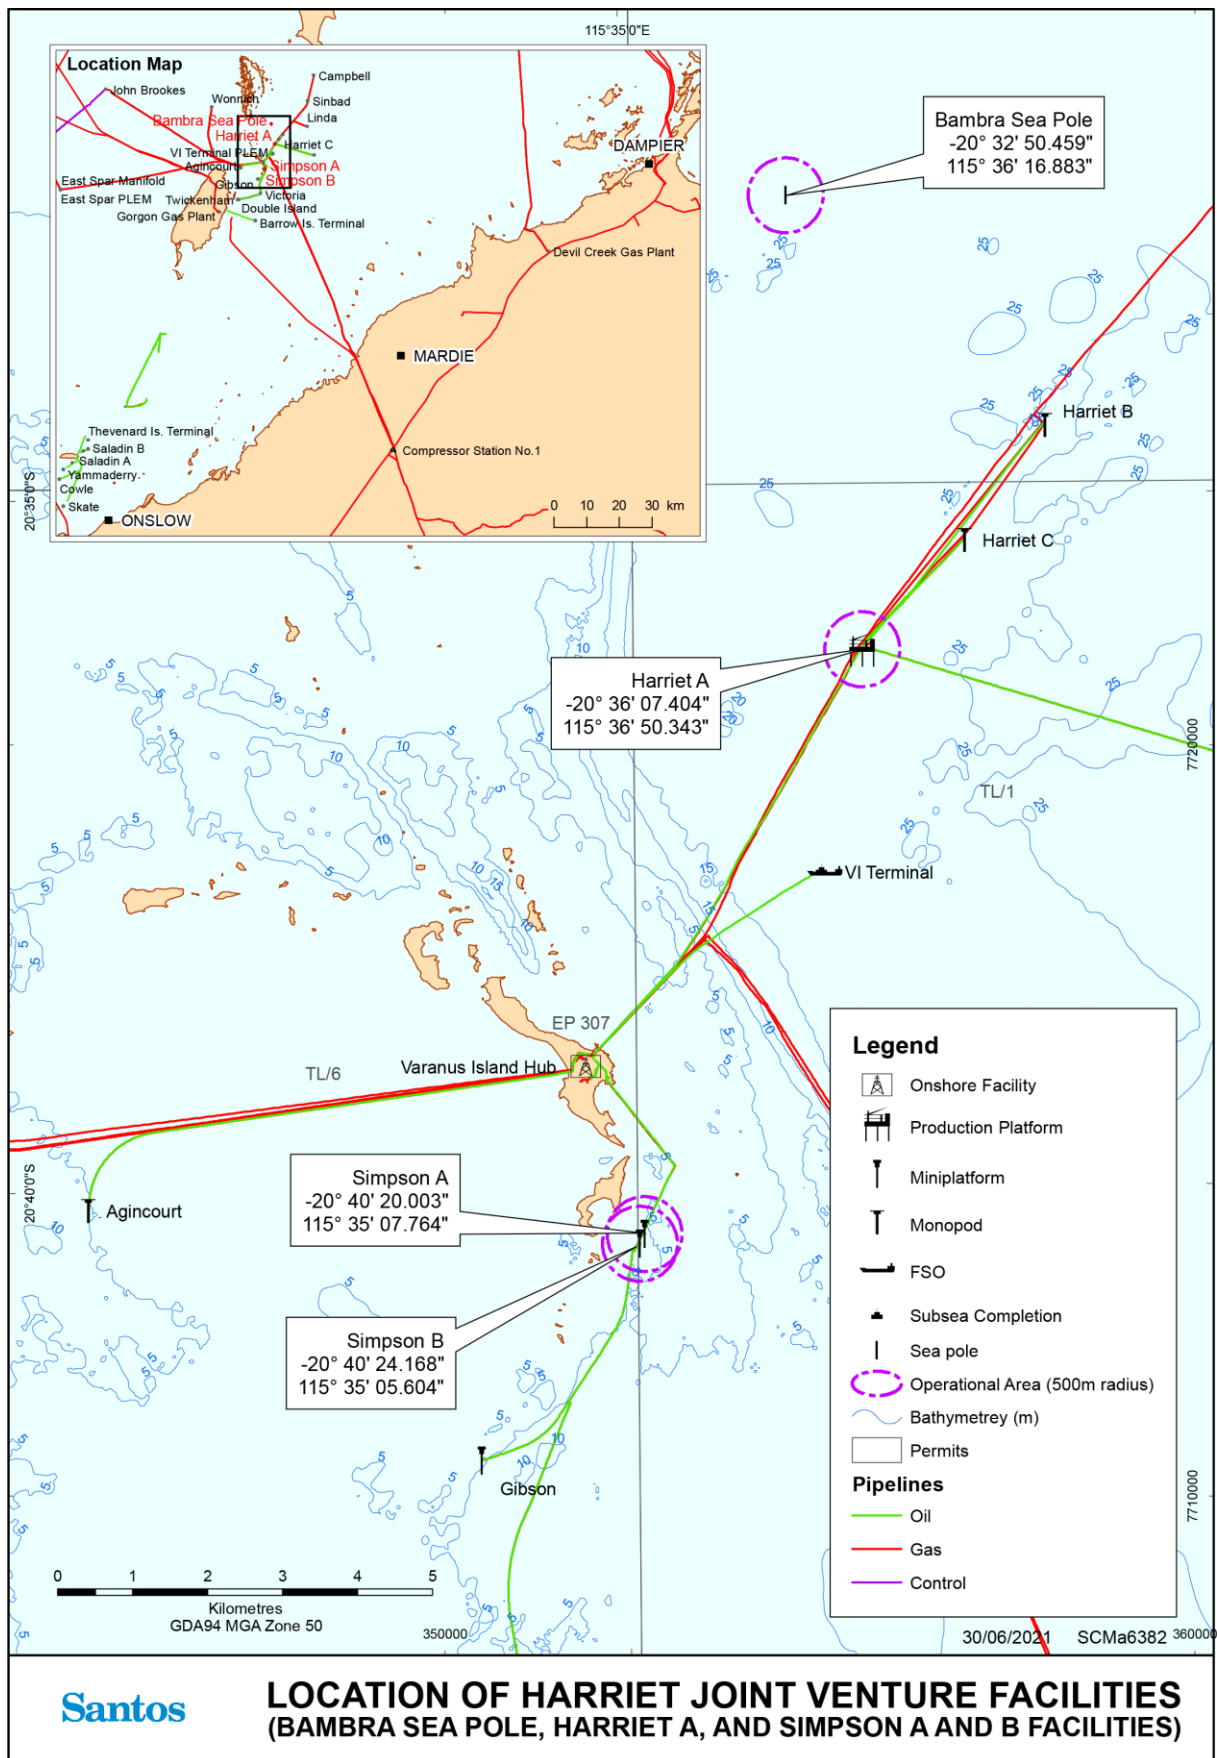 115°35'0"E
Location Map
John Brookes
Campbell
Wonnich
Sinbad
Linda
Bambra Sea Pole
Harriet A
Harriet C
VI Terminal PLEM
Agincourt
Simpson A
Gibson
Simpson B
East Spar Manifold
East Spar PLEM
Twickenham
Victoria
Double Island
Gorgon Gas Plant
Barrow Is. Terminal
DAMPIER
Devil Creek Gas Plant
MARDIE
Compressor Station No.1
Thevenard Is. Terminal
Saladin B
Saladin A
Yammaderry
Cowle
Skate
ONSLOW
0 10 20 30 km
Bambra Sea Pole
-20° 32' 50.459"
115° 36' 16.883"
Harriet B
20°35'0"S
Harriet C
Harriet A
-20° 36' 07.404"
115° 36' 50.343"
7720000
TL/1
VI Terminal
EP 307
Varanus Island Hub
TL/6
Simpson A
-20° 40' 20.003"
115° 35' 07.764"
20°40'0"S
Agincourt
Simpson B
-20° 40' 24.168"
115° 35' 05.604"
Gibson
Legend
Onshore Facility
Production Platform
Miniplatform
Monopod
FSO
Subsea Completion
Sea pole
Operational Area (500m radius)
Bathymetrey (m)
Permits
Pipelines
Oil
Gas
Control
7710000
0 1 2 3 4 5
Kilometres
GDA94 MGA Zone 50
350000
30/06/2021 SCMa6382
360000
Santos
LOCATION OF HARRIET JOINT VENTURE FACILITIES
(BAMBRA SEA POLE, HARRIET A, AND SIMPSON A AND B FACILITIES)